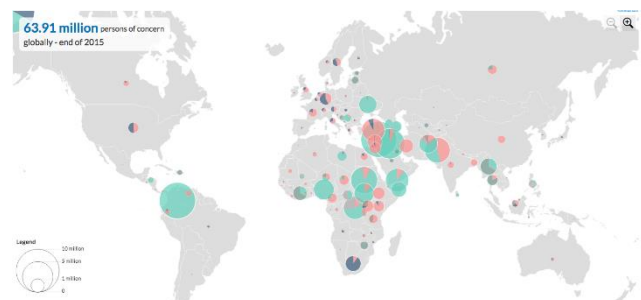 63.91 million persons of concern
globally - end of 2015
Legend
10 million
3 million
1 million
0